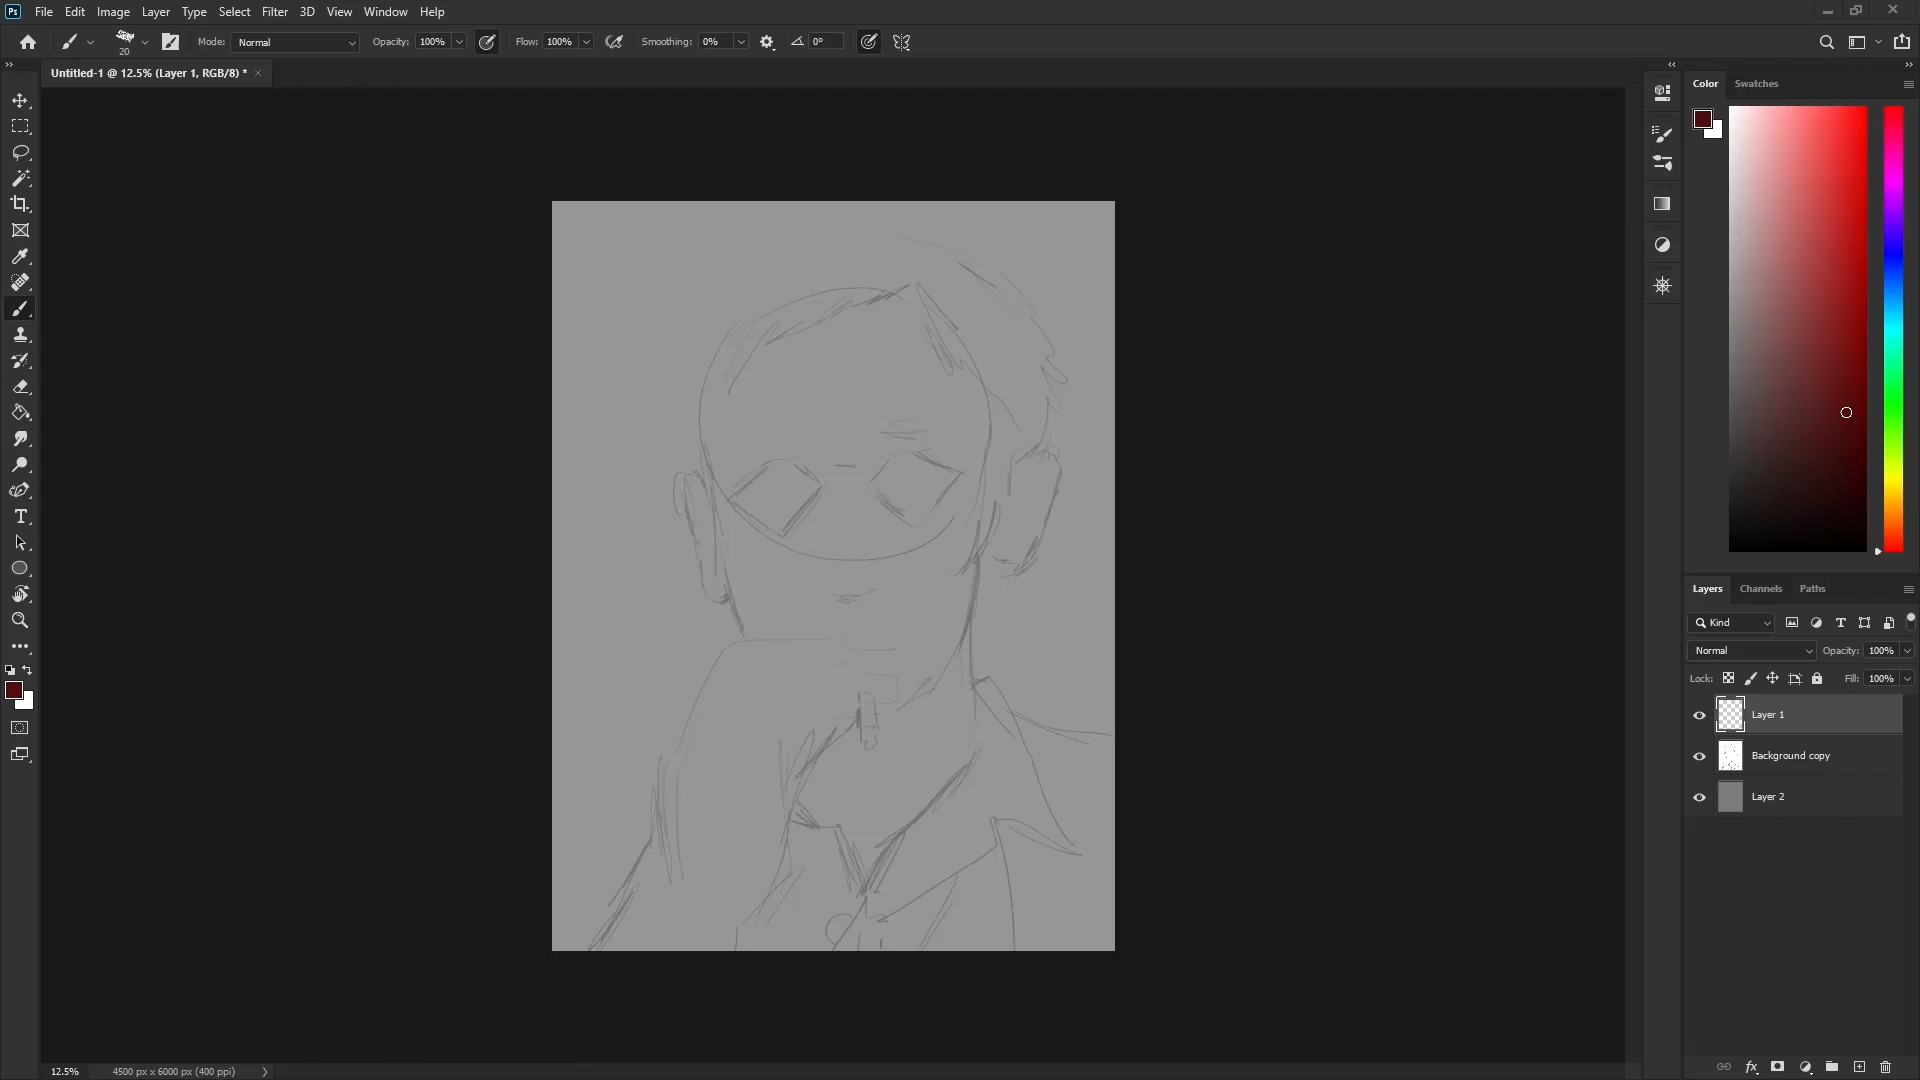 Ps File Edit Image Layer Type Select Filter 3D View Window Help
20 Mode: Normal Opacity: 100% Flow: 100% Smoothing: 0% 0°
Untitled-1 @ 12.5% (Layer 1, RGB/8) * ×
Color Swatches
Layers Channels Paths
Kind
Normal Opacity: 100%
Lock: Fill: 100%
Layer 1
Background copy
Layer 2
12.5% 4500 px x 6000 px (400 ppi)